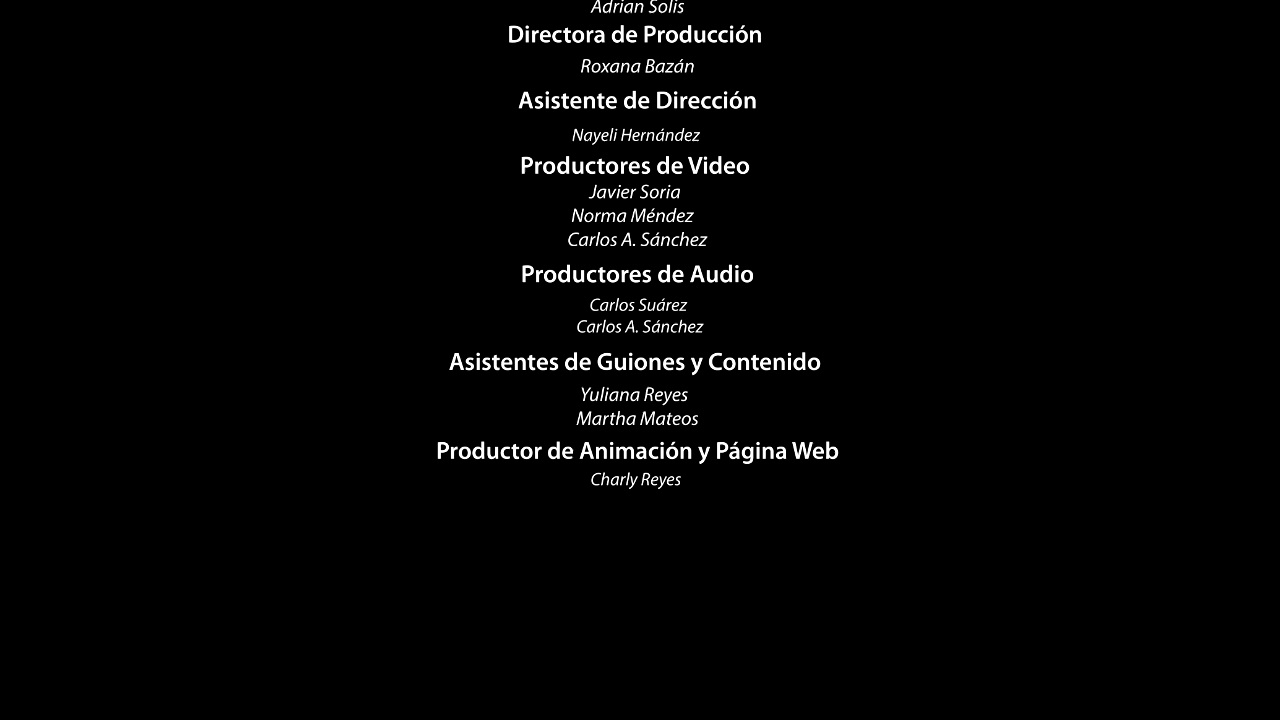 Adrian Solis
Directora de Producción
Roxana Bazán
Asistente de Dirección
Nayeli Hernández
Productores de Video
Javier Soria
Norma Méndez
Carlos A. Sánchez
Productores de Audio
Carlos Suárez
Carlos A. Sánchez
Asistentes de Guiones y Contenido
Yuliana Reyes
Martha Mateos
Productor de Animación y Página Web
Charly Reyes